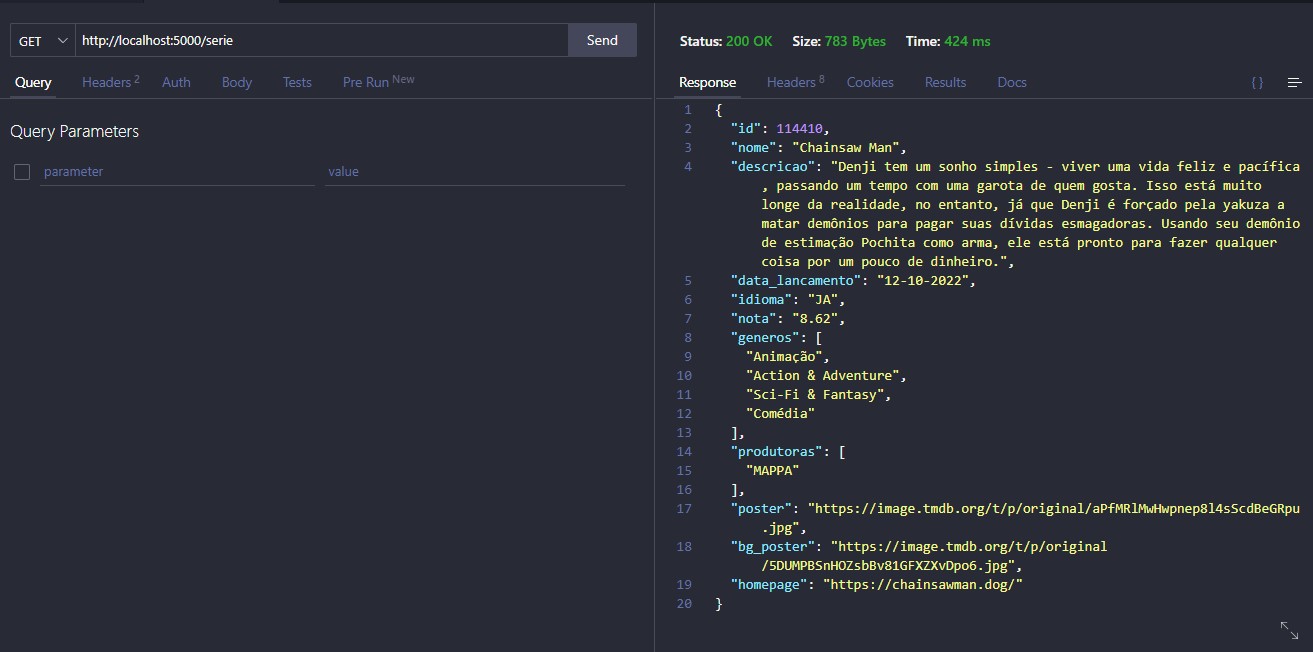 GET http://localhost:5000/serie Send
Query Headers 2 Auth Body Tests Pre Run New
Query Parameters
parameter value
Status: 200 OK Size: 783 Bytes Time: 424 ms
Response Headers 8 Cookies Results Docs { }
1 {
2 "id": 114410,
3 "nome": "Chainsaw Man",
4 "descricao": "Denji tem um sonho simples - viver uma vida feliz e pacífica
, passando um tempo com uma garota de quem gosta. Isso está muito
longe da realidade, no entanto, já que Denji é forçado pela yakuza a
matar demônios para pagar suas dívidas esmagadoras. Usando seu demônio
de estimação Pochita como arma, ele está pronto para fazer qualquer
coisa por um pouco de dinheiro.",
5 "data_lancamento": "12-10-2022",
6 "idioma": "JA",
7 "nota": "8.62",
8 "generos": [
9 "Animação",
10 "Action & Adventure",
11 "Sci-Fi & Fantasy",
12 "Comédia"
13 ],
14 "produtoras": [
15 "MAPPA"
16 ],
17 "poster": "https://image.tmdb.org/t/p/original/aPfMRlMwHwpnep8l4sScdBeGRpu
.jpg",
18 "bg_poster": "https://image.tmdb.org/t/p/original
/5DUMPBSnHOZsbBv81GFXZXvDpo6.jpg",
19 "homepage": "https://chainsawman.dog/"
20 }